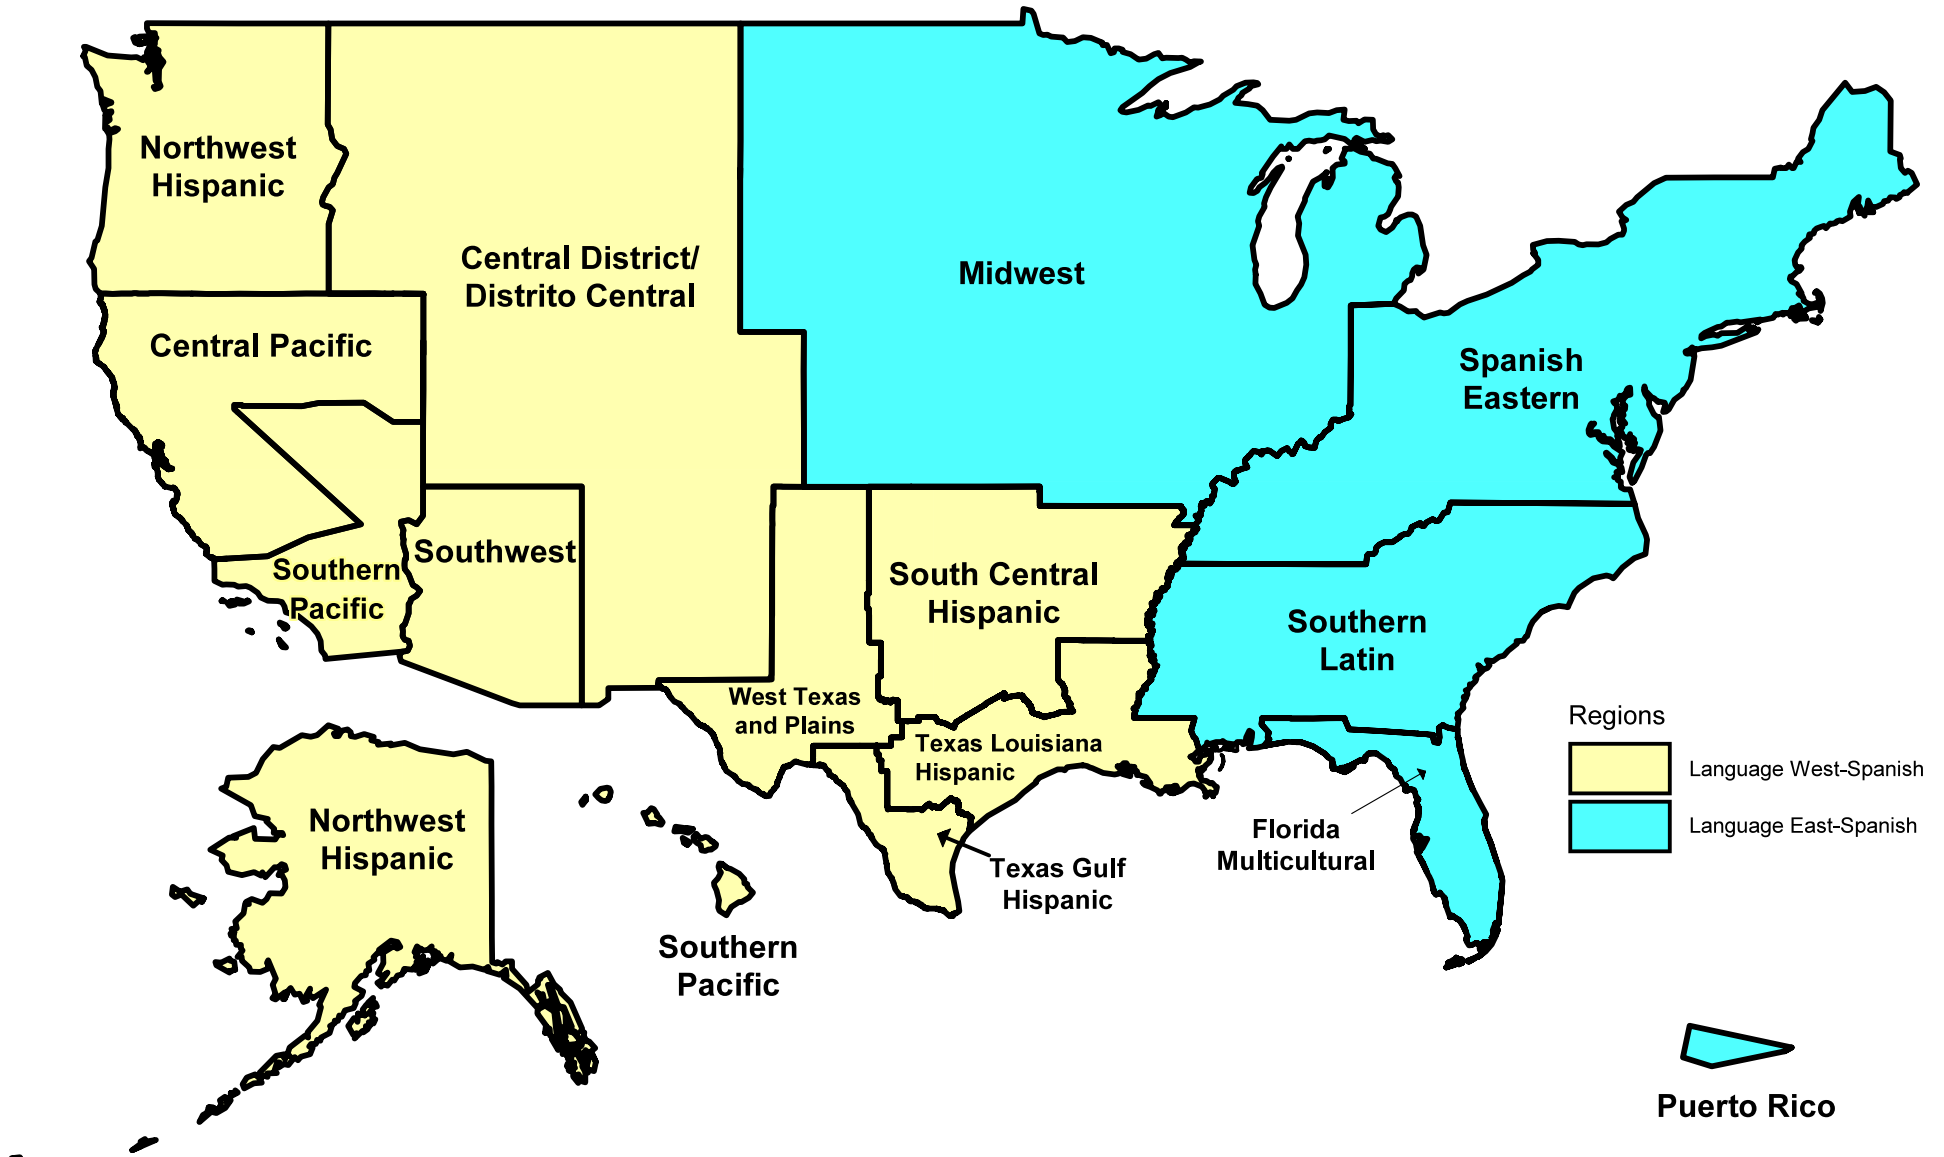 Northwest
Hispanic
Central District/
Distrito Central
Midwest
Central Pacific
Spanish
Eastern
Southwest
Southern
Pacific
South Central
Hispanic
Southern
Latin
West Texas
and Plains
Texas Louisiana
Hispanic
Regions
Language West-Spanish
Language East-Spanish
Northwest
Hispanic
Florida
Multicultural
Texas Gulf
Hispanic
Southern
Pacific
Puerto Rico